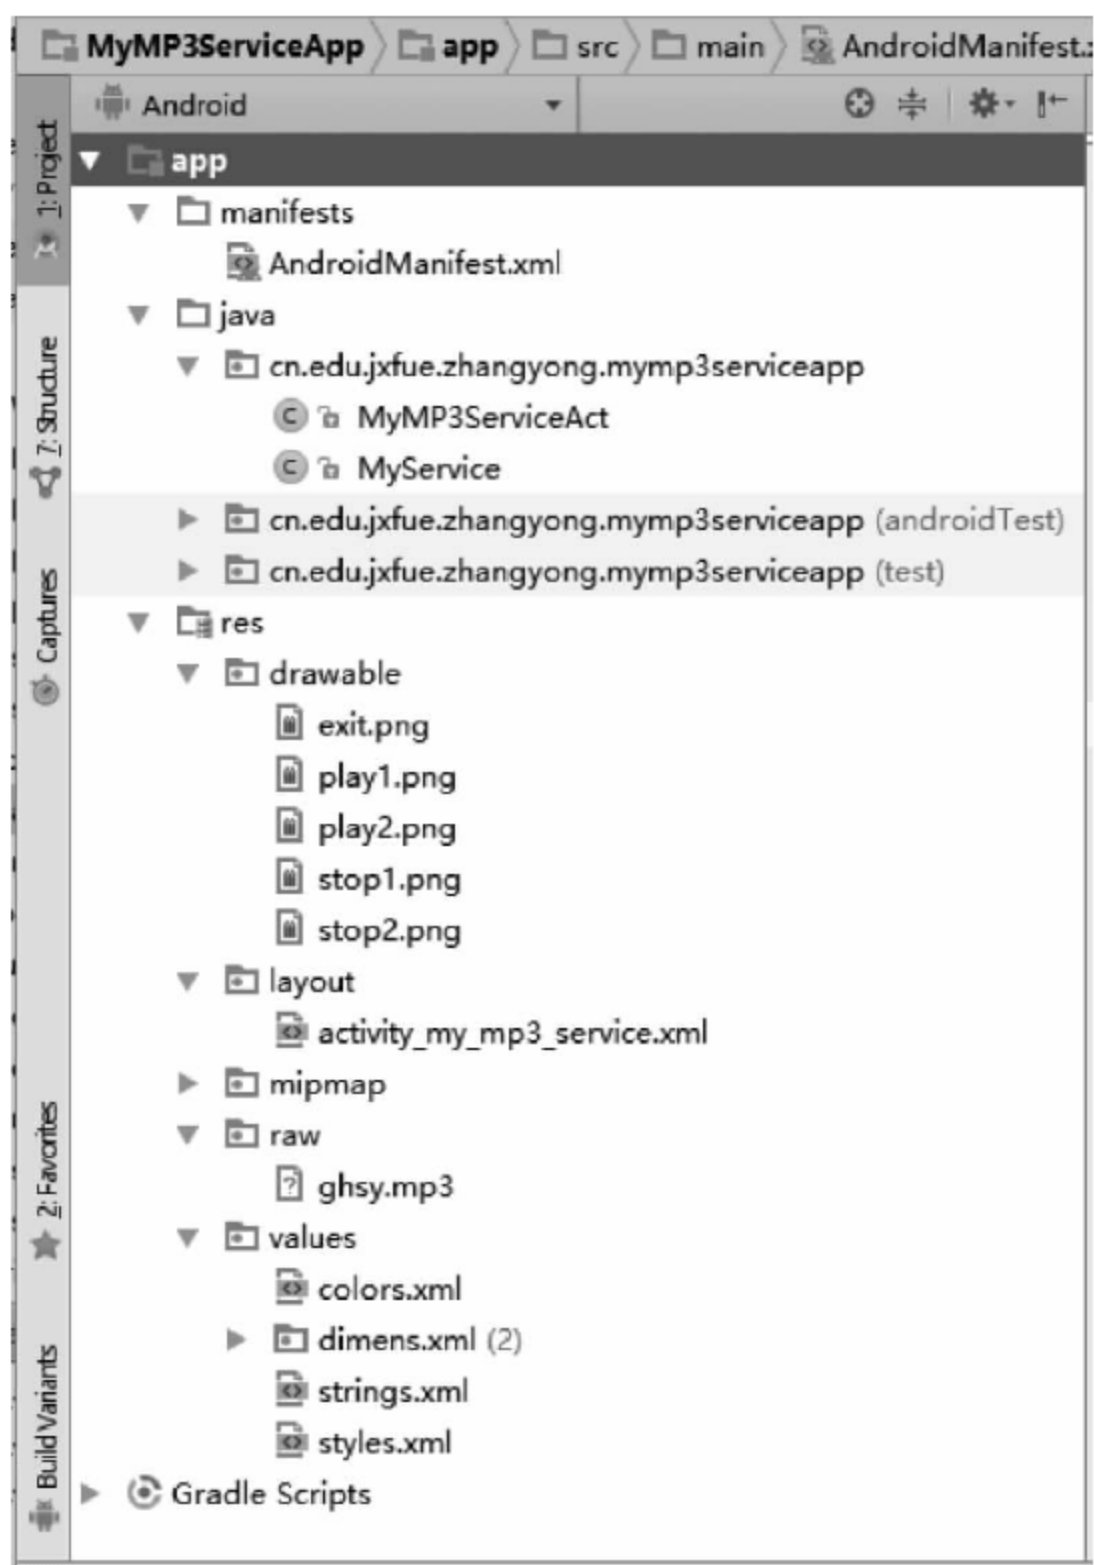 MyMP3ServiceApp app src main AndroidManifest.
Android
app
manifests
AndroidManifest.xml
java
cn.edu.jxfue.zhangyong.mymp3serviceapp
MyMP3ServiceAct
MyService
cn.edu.jxfue.zhangyong.mymp3serviceapp (androidTest)
cn.edu.jxfue.zhangyong.mymp3serviceapp (test)
res
drawable
exit.png
play1.png
play2.png
stop1.png
stop2.png
layout
activity_my_mp3_service.xml
mipmap
raw
ghsy.mp3
values
colors.xml
dimens.xml (2)
strings.xml
styles.xml
Gradle Scripts
1: Project
7: Structure
Captures
2: Favorites
Build Variants